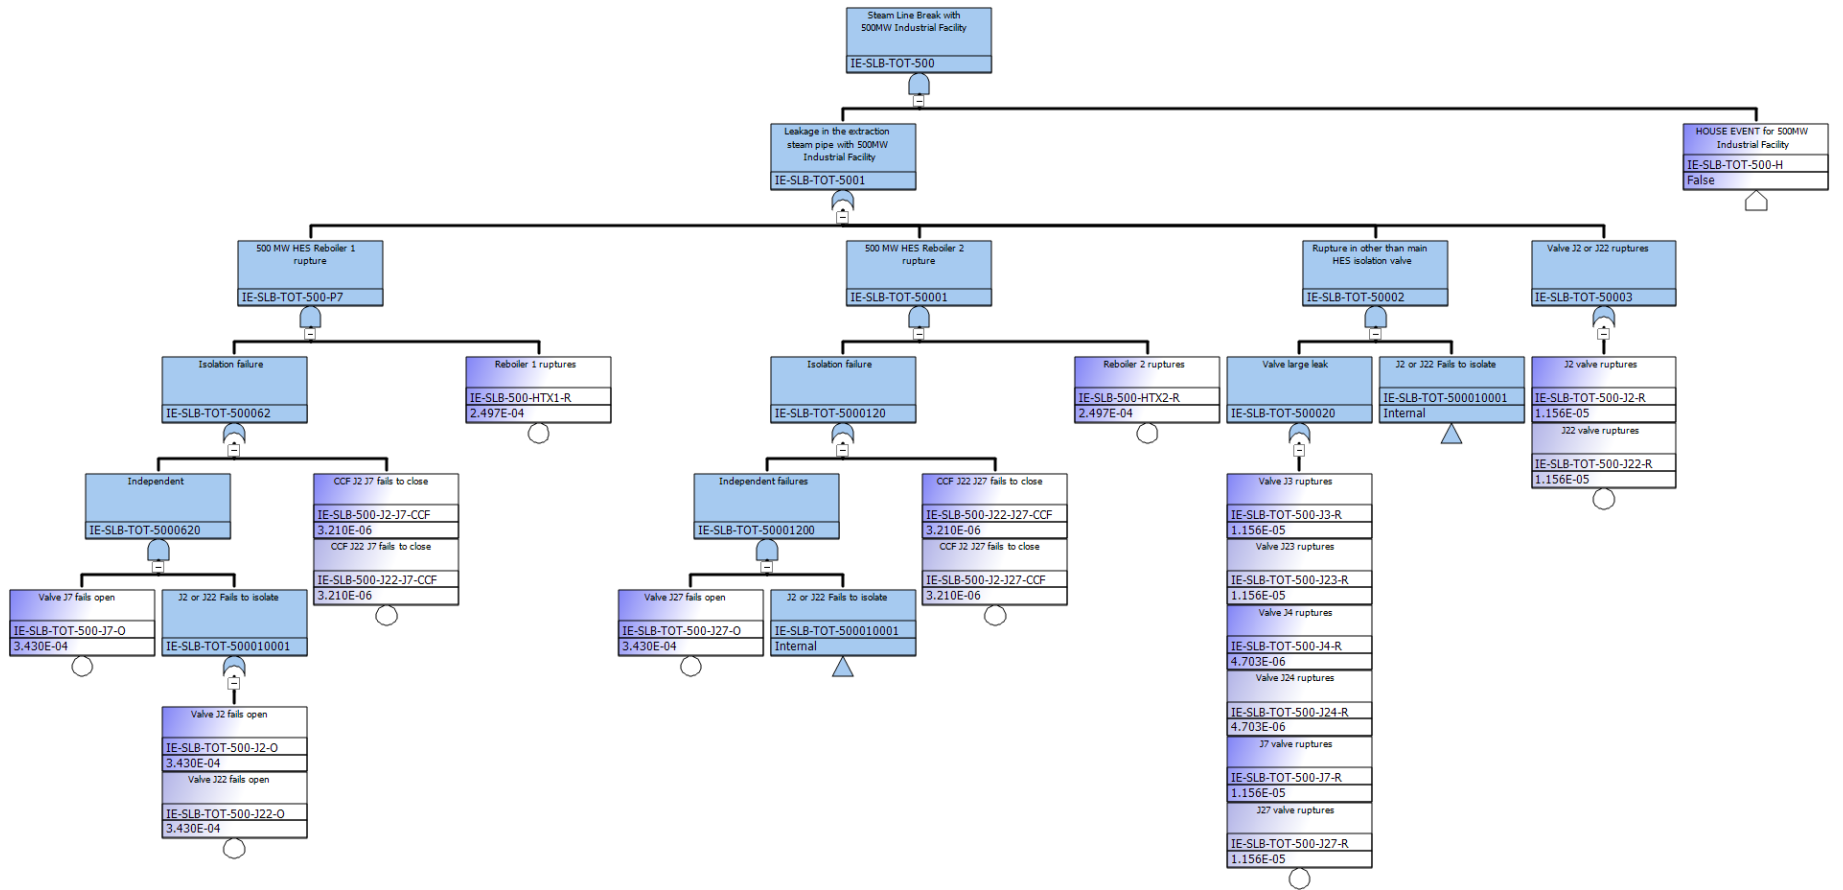 Steam Line Break with
500MW Industrial Facility
IE-SLB-TOT-500
Leakage in the extraction
steam pipe with 500MW
Industrial Facility
IE-SLB-TOT-5001
HOUSE EVENT for 500MW
Industrial Facility
IE-SLB-TOT-500-H
False
500 MW HES Reboiler 1
rupture
IE-SLB-TOT-500-P7
500 MW HES Reboiler 2
rupture
IE-SLB-TOT-50001
Rupture in other than main
HES isolation valve
IE-SLB-TOT-50002
Valve J2 or J22 ruptures
IE-SLB-TOT-50003
Isolation failure
IE-SLB-TOT-500062
Reboiler 1 ruptures
IE-SLB-500-HTX1-R
2.497E-04
Isolation failure
IE-SLB-TOT-5000120
Reboiler 2 ruptures
IE-SLB-500-HTX2-R
2.497E-04
Valve large leak
IE-SLB-TOT-500020
J2 or J22 Fails to isolate
IE-SLB-TOT-500010001
Internal
J2 valve ruptures
IE-SLB-TOT-500-J2-R
1.156E-05
J22 valve ruptures
IE-SLB-TOT-500-J22-R
1.156E-05
Independent
IE-SLB-TOT-5000620
CCF J2 J7 fails to close
IE-SLB-500-J2-J7-CCF
3.210E-06
CCF J22 J7 fails to close
IE-SLB-500-J22-J7-CCF
3.210E-06
Independent failures
IE-SLB-TOT-50001200
CCF J22 J27 fails to close
IE-SLB-500-J22-J27-CCF
3.210E-06
CCF J2 J27 fails to close
IE-SLB-500-J2-J27-CCF
3.210E-06
Valve J3 ruptures
IE-SLB-TOT-500-J3-R
1.156E-05
Valve J23 ruptures
IE-SLB-TOT-500-J23-R
1.156E-05
Valve J4 ruptures
IE-SLB-TOT-500-J4-R
4.703E-06
Valve J24 ruptures
IE-SLB-TOT-500-J24-R
4.703E-06
J7 valve ruptures
IE-SLB-TOT-500-J7-R
1.156E-05
J27 valve ruptures
IE-SLB-TOT-500-J27-R
1.156E-05
Valve J7 fails open
IE-SLB-TOT-500-J7-O
3.430E-04
J2 or J22 Fails to isolate
IE-SLB-TOT-500010001
Valve J27 fails open
IE-SLB-TOT-500-J27-O
3.430E-04
J2 or J22 Fails to isolate
IE-SLB-TOT-500010001
Internal
Valve J2 fails open
IE-SLB-TOT-500-J2-O
3.430E-04
Valve J22 fails open
IE-SLB-TOT-500-J22-O
3.430E-04